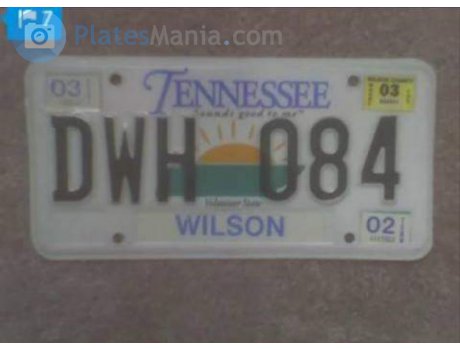 PlatesMania.com
03
TENNESSEE
03
Sounds good to me
DWH 084
Volunteer State
WILSON
02